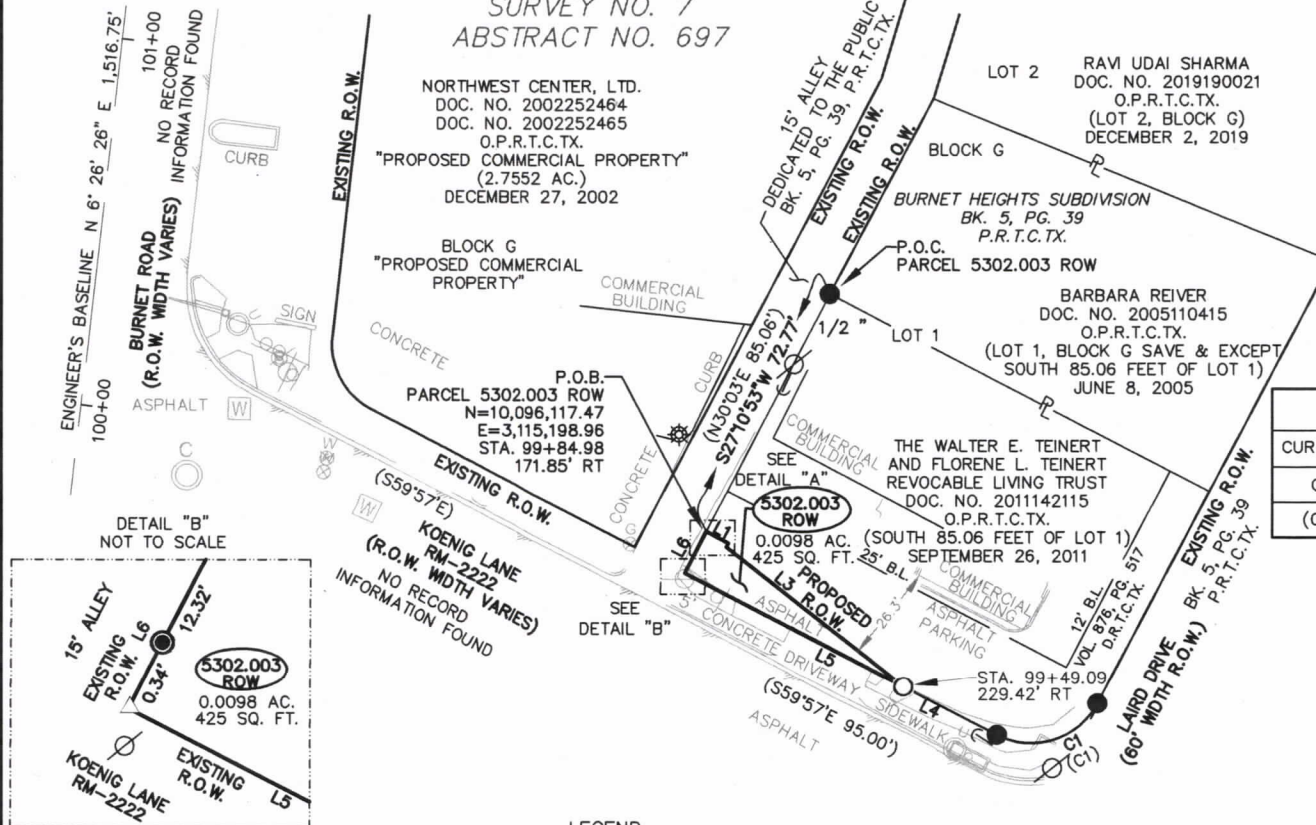 SURVEY NO. 7
ABSTRACT NO. 697
ENGINEER'S BASELINE N 6° 26' 26" E 1,516.75'
101+00
100+00
NO RECORD
INFORMATION FOUND
BURNET ROAD
(R.O.W. WIDTH VARIES)
CURB
EXISTING R.O.W.
NORTHWEST CENTER, LTD.
DOC. NO. 2002252464
DOC. NO. 2002252465
O.P.R.T.C.TX.
"PROPOSED COMMERCIAL PROPERTY"
(2.7552 AC.)
DECEMBER 27, 2002
BLOCK G
"PROPOSED COMMERCIAL
PROPERTY"
15' ALLEY
DEDICATED TO THE PUBLIC
BK. 5, PG. 39, P.R.T.C.TX.
EXISTING R.O.W.
EXISTING R.O.W.
LOT 2
RAVI UDAI SHARMA
DOC. NO. 2019190021
O.P.R.T.C.TX.
(LOT 2, BLOCK G)
DECEMBER 2, 2019
BLOCK G
PL
BURNET HEIGHTS SUBDIVISION
BK. 5, PG. 39
P.R.T.C.TX.
P.O.C.
PARCEL 5302.003 ROW
1/2 "
LOT 1
BARBARA REIVER
DOC. NO. 2005110415
O.P.R.T.C.TX.
(LOT 1, BLOCK G SAVE & EXCEPT
SOUTH 85.06 FEET OF LOT 1)
JUNE 8, 2005
PL
SIGN
C
CONCRETE
COMMERCIAL
BUILDING
CURB
ASPHALT
W
C
W
W
P.O.B.
PARCEL 5302.003 ROW
N=10,096,117.47
E=3,115,198.96
STA. 99+84.98
171.85' RT
(N30°03'E 85.06')
S27°10'53"W 72.77'
COMMERCIAL
BUILDING
SEE
DETAIL "A"
5302.003
ROW
0.0098 AC.
425 SQ. FT.
THE WALTER E. TEINERT
AND FLORENE L. TEINERT
REVOCABLE LIVING TRUST
DOC. NO. 2011142115
O.P.R.T.C.TX.
(SOUTH 85.06 FEET OF LOT 1)
SEPTEMBER 26, 2011
25' B.L.
CUR
(C
EXISTING R.O.W.
(S59°57'E)
CONCRETE
KOENIG LANE
RM-2222
(R.O.W. WIDTH VARIES)
NO RECORD
INFORMATION FOUND
SEE
DETAIL "B"
L6
L1
L3
PROPOSED
R.O.W.
L5
L4
ASPHALT
5' CONCRETE DRIVEWAY
SIDEWALK
26.3'
COMMERCIAL
BUILDING
ASPHALT
PARKING
12' B.L.
VOL 876, PG. 517
D.R.T.C.TX.
EXISTING R.O.W.
BK. 5, PG. 39
P.R.T.C.TX.
LAIRD DRIVE
(60' WIDTH R.O.W.)
STA. 99+49.09
229.42' RT
(S59°57'E 95.00')
ASPHALT
C1
(C1)
DETAIL "B"
NOT TO SCALE
15' ALLEY
EXISTING
R.O.W.
L6
12.32'
0.34'
5302.003
ROW
0.0098 AC.
425 SQ. FT.
KOENIG LANE
RM-2222
EXISTING
R.O.W.
L5
LEGEND